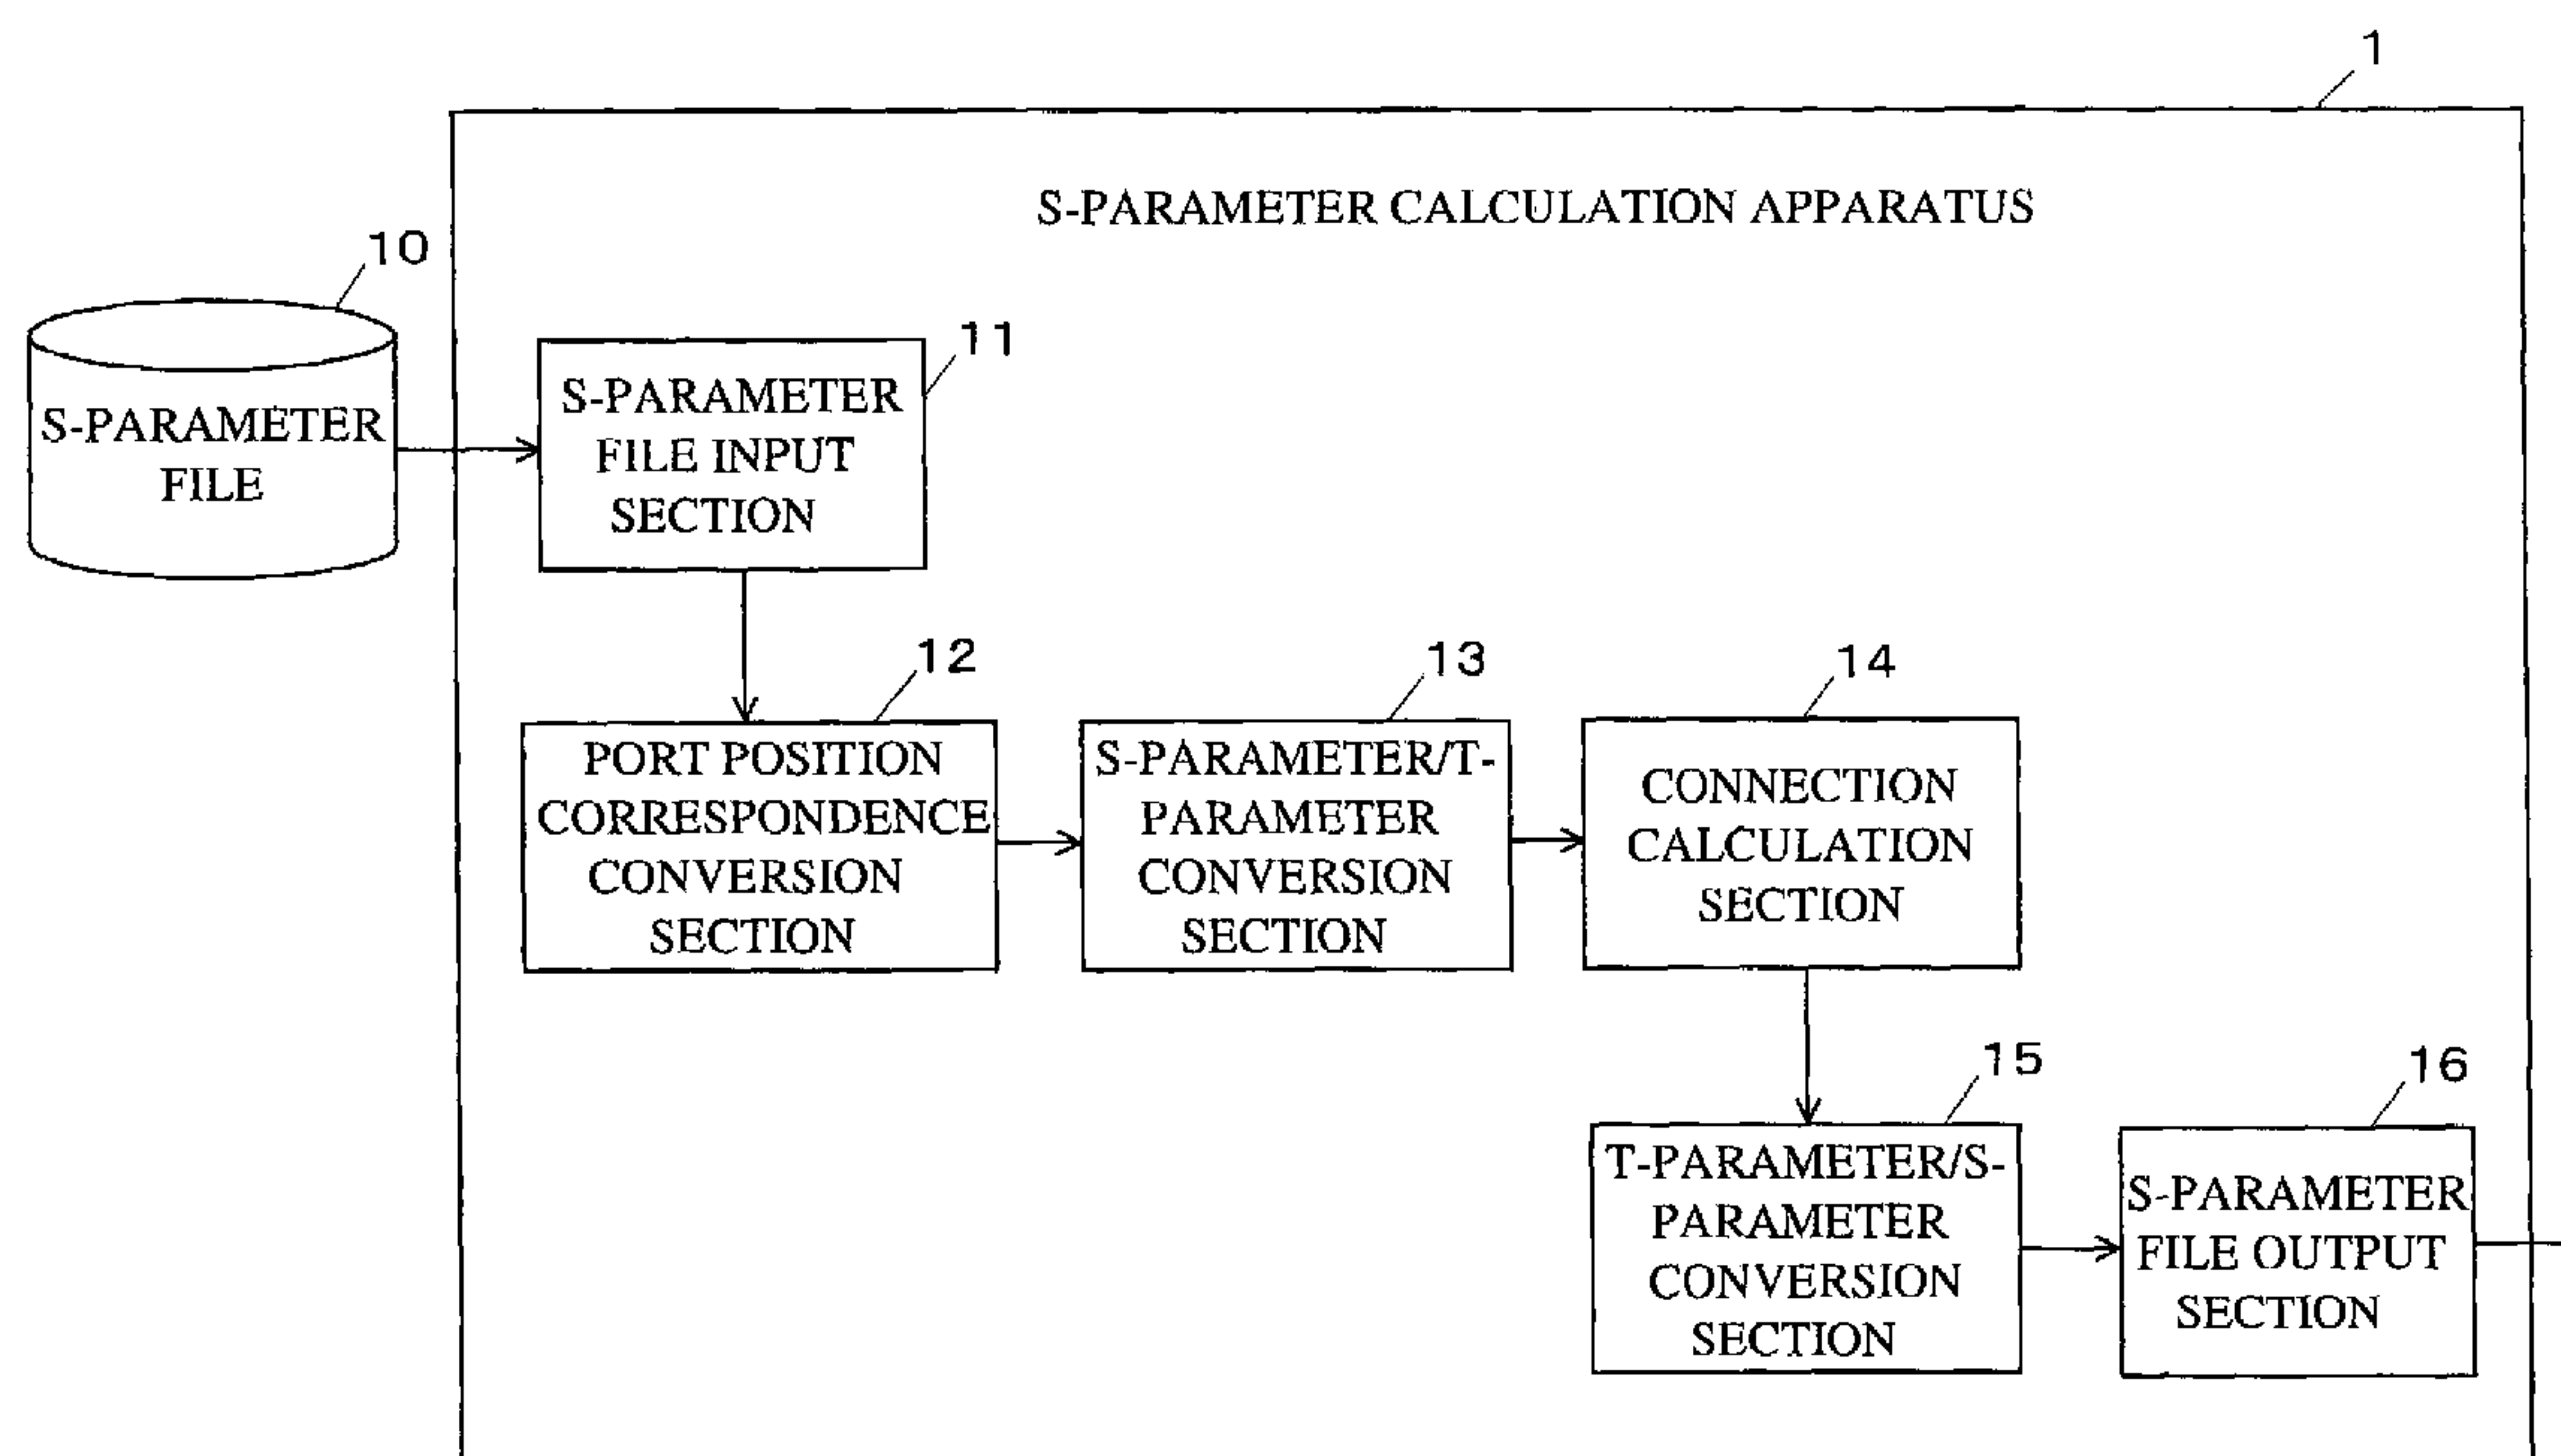 1
S-PARAMETER CALCULATION APPARATUS
10
S-PARAMETER
FILE
11
S-PARAMETER
FILE INPUT
SECTION
12
PORT POSITION
CORRESPONDENCE
CONVERSION
SECTION
13
S-PARAMETER/T-
PARAMETER
CONVERSION
SECTION
14
CONNECTION
CALCULATION
SECTION
15
T-PARAMETER/S-
PARAMETER
CONVERSION
SECTION
16
S-PARAMETER
FILE OUTPUT
SECTION